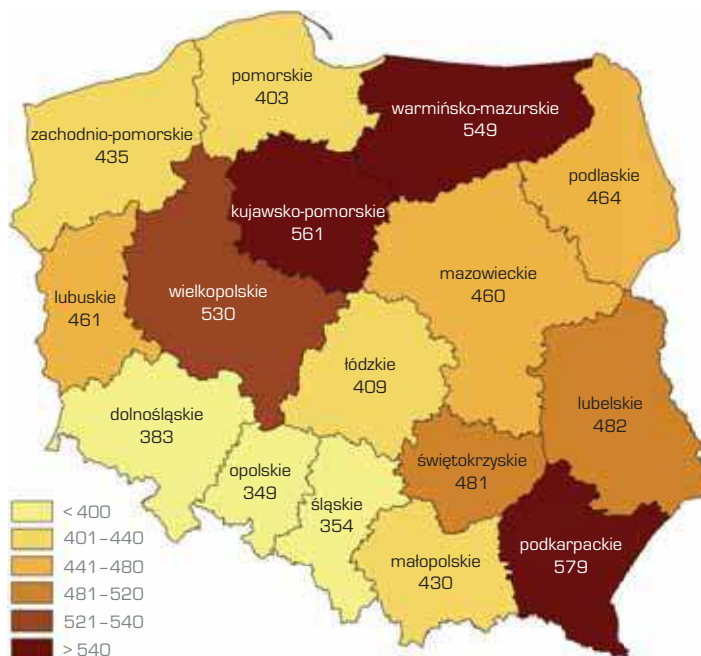 pomorskie
403
warmińsko-mazurskie
549
zachodnio-pomorskie
435
podlaskie
464
kujawsko-pomorskie
561
mazowieckie
460
lubuskie
461
wielkopolskie
530
łódzkie
409
lubelskie
482
dolnośląskie
383
świętokrzyskie
481
opolskie
349
śląskie
354
podkarpackie
579
małopolskie
430
< 400
401–440
441–480
481–520
521–540
> 540